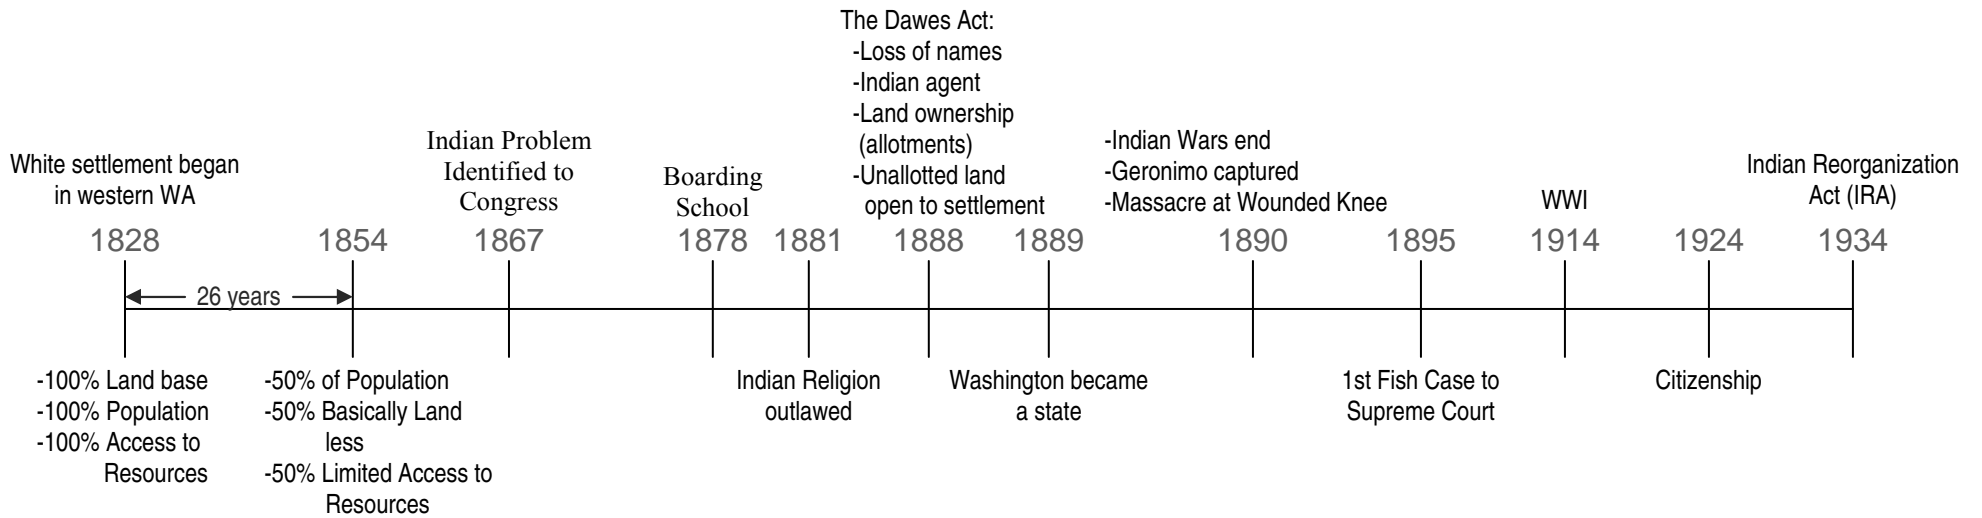 White settlement began
in western WA
1828
-100% Land base
-100% Population
-100% Access to
Resources
26 years
1854
-50% of Population
-50% Basically Land
less
-50% Limited Access to
Resources
Indian Problem
Identified to
Congress
1867
Boarding
School
1878
1881
Indian Religion
outlawed
The Dawes Act:
-Loss of names
-Indian agent
-Land ownership
(allotments)
-Unallotted land
open to settlement
1888
1889
Washington became
a state
-Indian Wars end
-Geronimo captured
-Massacre at Wounded Knee
1890
1895
1st Fish Case to
Supreme Court
WWI
1914
1924
Citizenship
Indian Reorganization
Act (IRA)
1934